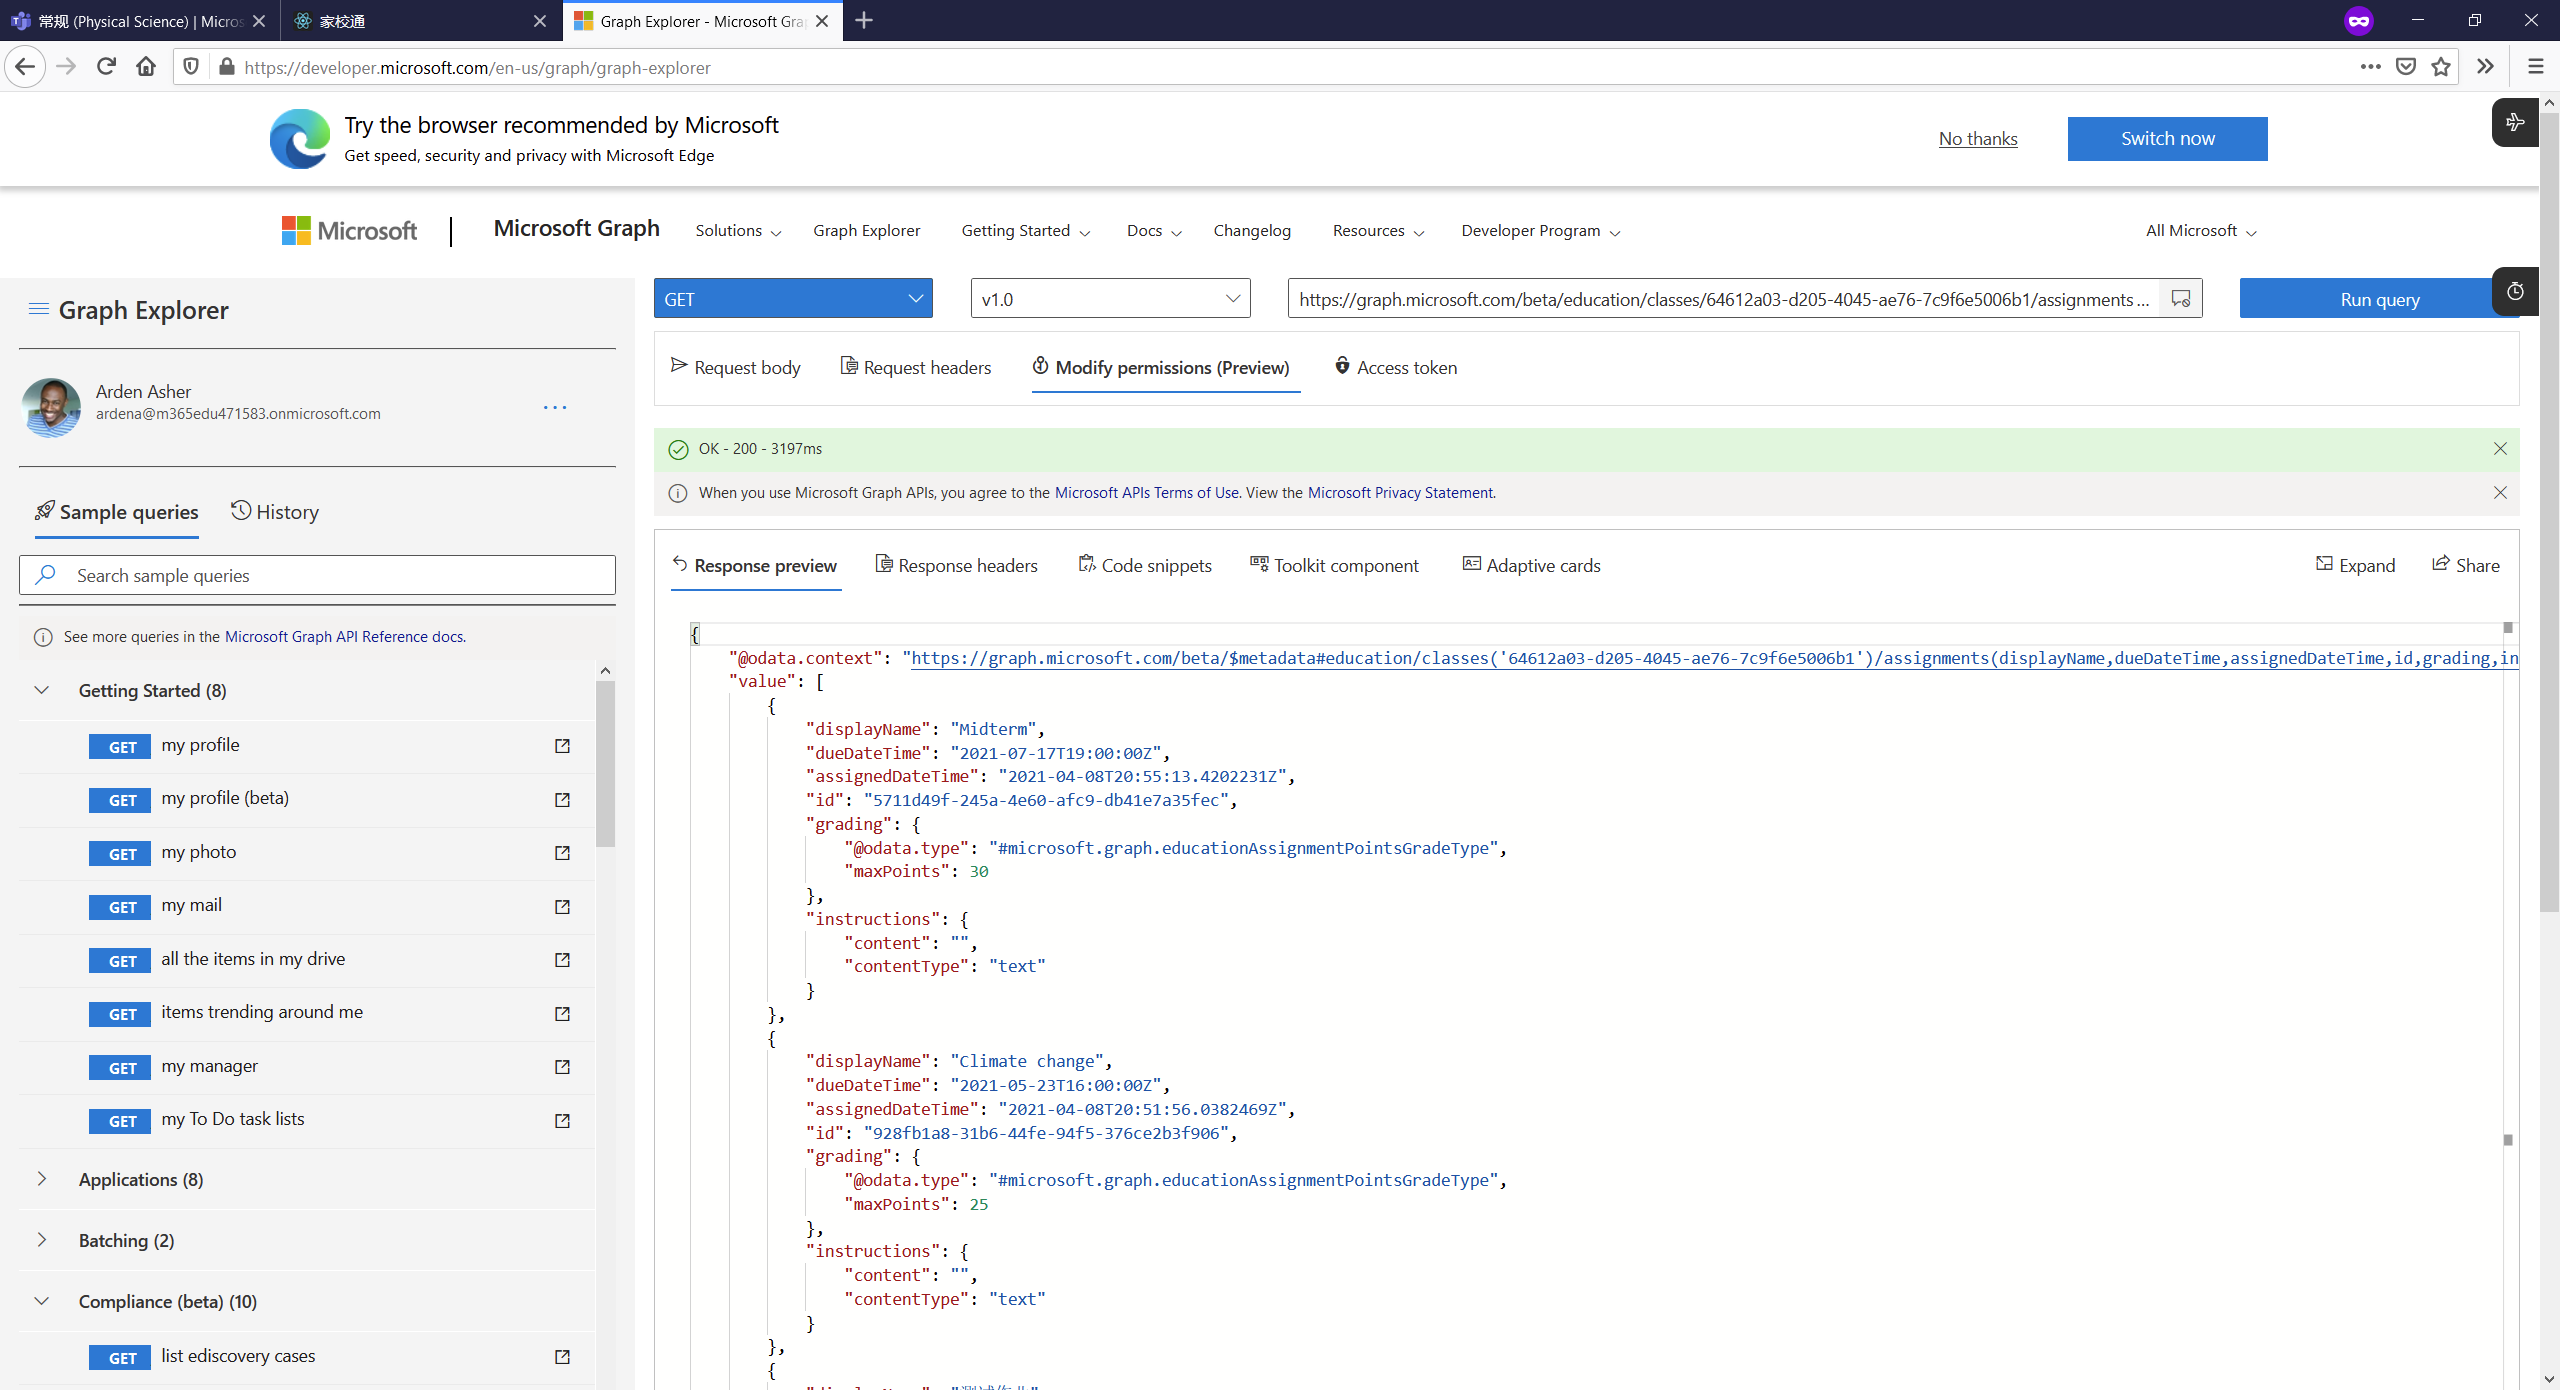 常规 (Physical Science) | Micros
家校通
Graph Explorer - Microsoft Gra
https://developer.microsoft.com/en-us/graph/graph-explorer
Try the browser recommended by Microsoft
Get speed, security and privacy with Microsoft Edge
No thanks
Switch now
Microsoft
Microsoft Graph
Solutions
Graph Explorer
Getting Started
Docs
Changelog
Resources
Developer Program
All Microsoft
Graph Explorer
GET
v1.0
https://graph.microsoft.com/beta/education/classes/64612a03-d205-4045-ae76-7c9f6e5006b1/assignments ...
Run query
Arden Asher
ardena@m365edu471583.onmicrosoft.com
Request body
Request headers
Modify permissions (Preview)
Access token
OK - 200 - 3197ms
When you use Microsoft Graph APIs, you agree to the Microsoft APIs Terms of Use. View the Microsoft Privacy Statement.
Sample queries
History
Search sample queries
See more queries in the Microsoft Graph API Reference docs.
Getting Started (8)
GET my profile
GET my profile (beta)
GET my photo
GET my mail
GET all the items in my drive
GET items trending around me
GET my manager
GET my To Do task lists
Applications (8)
Batching (2)
Compliance (beta) (10)
GET list ediscovery cases
Response preview
Response headers
Code snippets
Toolkit component
Adaptive cards
Expand
Share
{
"@odata.context": "https://graph.microsoft.com/beta/$metadata#education/classes('64612a03-d205-4045-ae76-7c9f6e5006b1')/assignments(displayName,dueDateTime,assignedDateTime,id,grading,in
"value": [
{
"displayName": "Midterm",
"dueDateTime": "2021-07-17T19:00:00Z",
"assignedDateTime": "2021-04-08T20:55:13.4202231Z",
"id": "5711d49f-245a-4e60-afc9-db41e7a35fec",
"grading": {
"@odata.type": "#microsoft.graph.educationAssignmentPointsGradeType",
"maxPoints": 30
},
"instructions": {
"content": "",
"contentType": "text"
}
},
{
"displayName": "Climate change",
"dueDateTime": "2021-05-23T16:00:00Z",
"assignedDateTime": "2021-04-08T20:51:56.0382469Z",
"id": "928fb1a8-31b6-44fe-94f5-376ce2b3f906",
"grading": {
"@odata.type": "#microsoft.graph.educationAssignmentPointsGradeType",
"maxPoints": 25
},
"instructions": {
"content": "",
"contentType": "text"
}
},
{